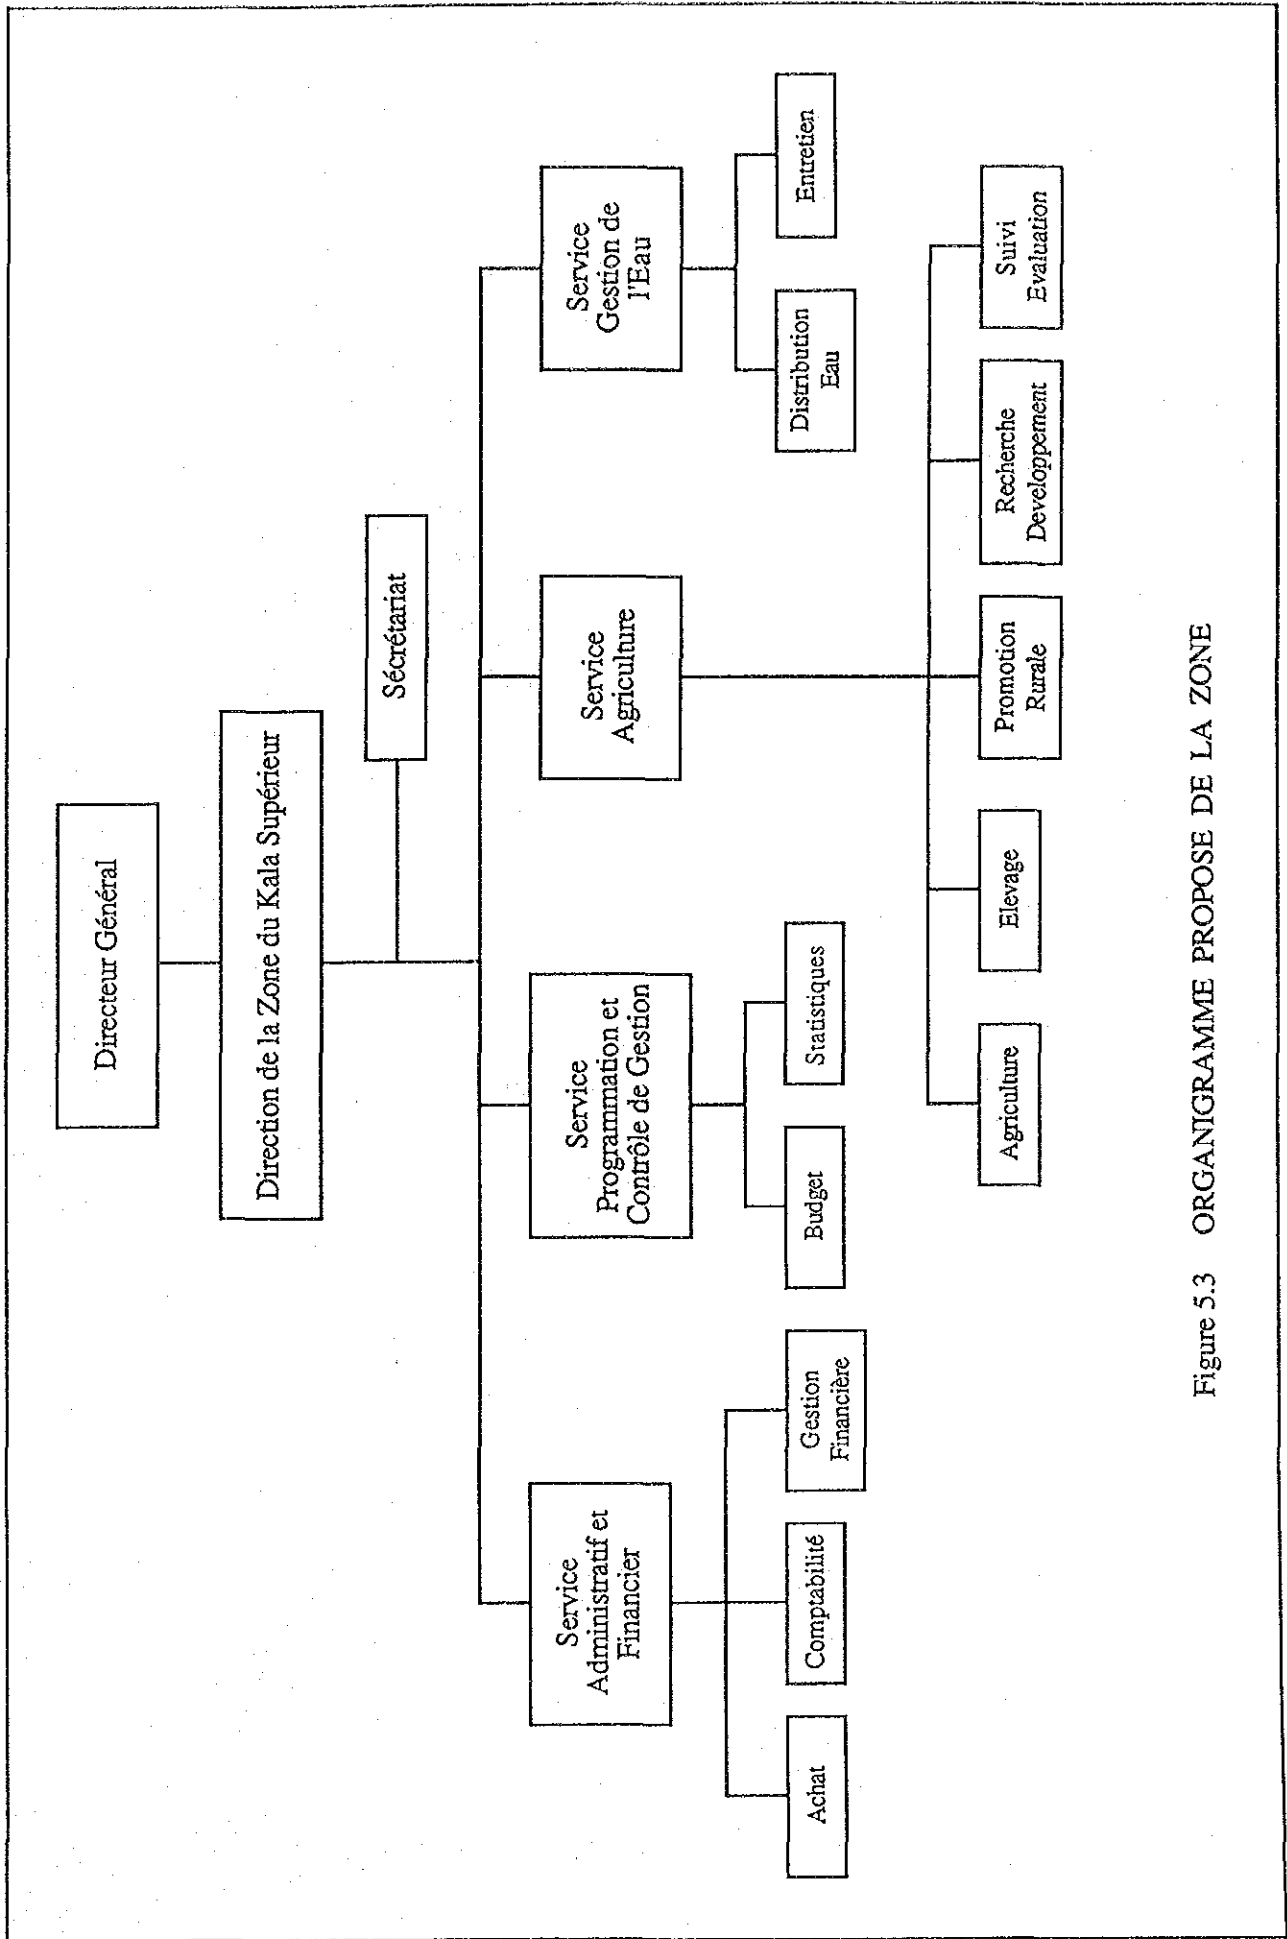 Directeur Général
Direction de la Zone du Kala Supérieur
Sécrétariat
Service
Administratif et
Financier
Service
Programmation et
Contrôle de Gestion
Service
Agriculture
Service
Gestion de
l'Eau
Achat
Comptabilité
Gestion
Financière
Budget
Statistiques
Distribution
Eau
Entretien
Agriculture
Elevage
Promotion
Rurale
Recherche
Developpement
Suivi
Evaluation
Figure 5.3 ORGANIGRAMME PROPOSE DE LA ZONE